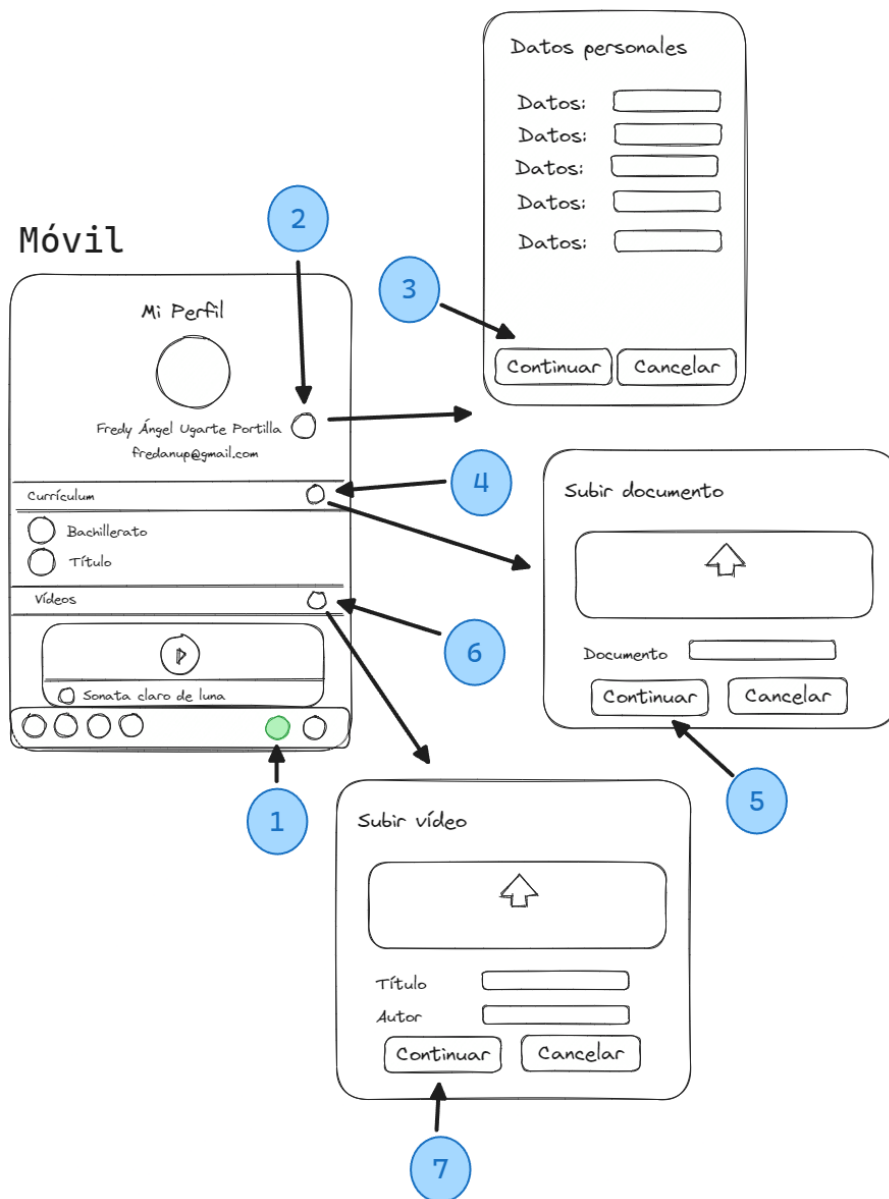 Móvil
Mi Perfil
Fredy Ángel Ugarte Portilla
fredanup@gmail.com
Currículum
Bachillerato
Título
Vídeos
Sonata claro de luna
1
2
Datos personales
Datos:
Datos:
Datos:
Datos:
Datos:
3
Continuar Cancelar
4
Subir documento
Documento
Continuar Cancelar
5
6
Subir vídeo
Título
Autor
Continuar Cancelar
7